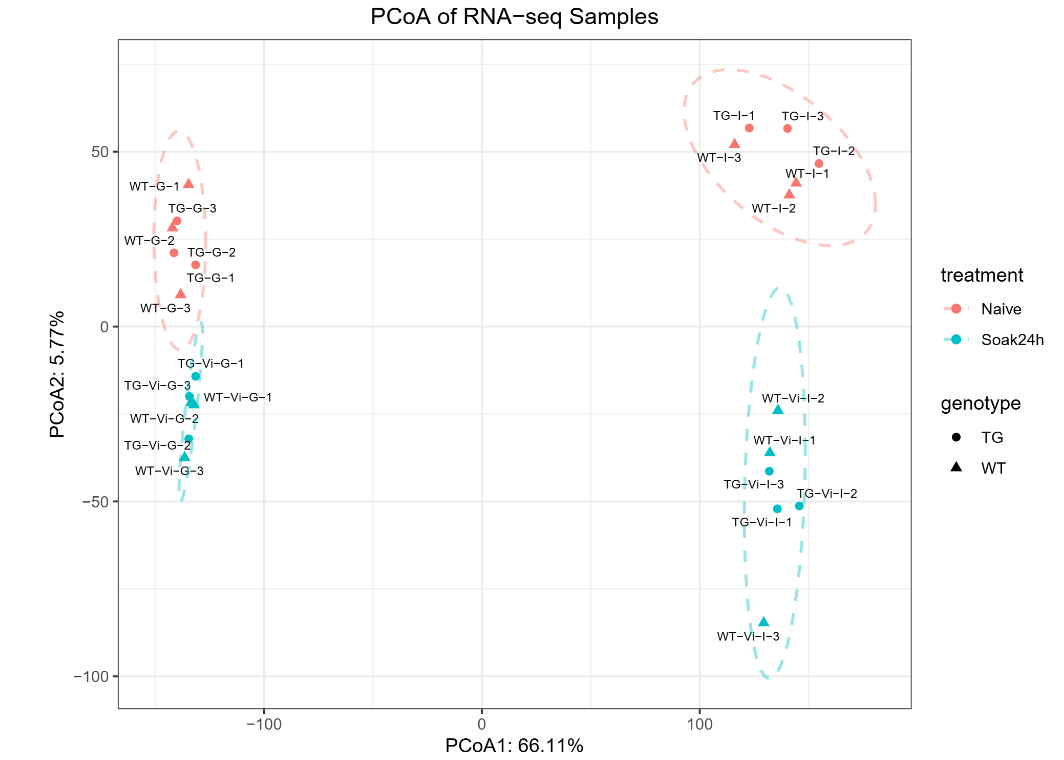 PCoA of RNA−seq Samples
TG−I−1
TG−I−3
WT−I−3
TG−I−2
WT−I−1
WT−I−2
WT−G−1
TG−G−3
WT−G−2
TG−G−2
TG−G−1
WT−G−3
TG−Vi−G−1
TG−Vi−G−3
WT−Vi−G−1
WT−Vi−G−2
TG−Vi−G−2
WT−Vi−G−3
WT−Vi−I−2
WT−Vi−I−1
TG−Vi−I−3
TG−Vi−I−2
TG−Vi−I−1
WT−Vi−I−3
50
0
−50
−100
PCoA2: 5.77%
−100
0
100
PCoA1: 66.11%
treatment
Naive
Soak24h
genotype
TG
WT